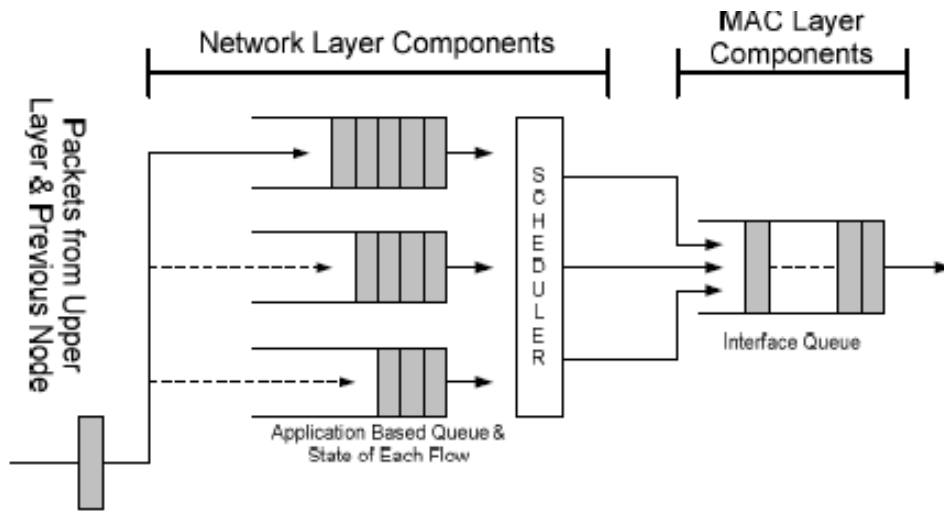 Network Layer Components
MAC Layer
Components
Packets from Upper
Layer & Previous Node
SCHEDULER
Interface Queue
Application Based Queue &
State of Each Flow